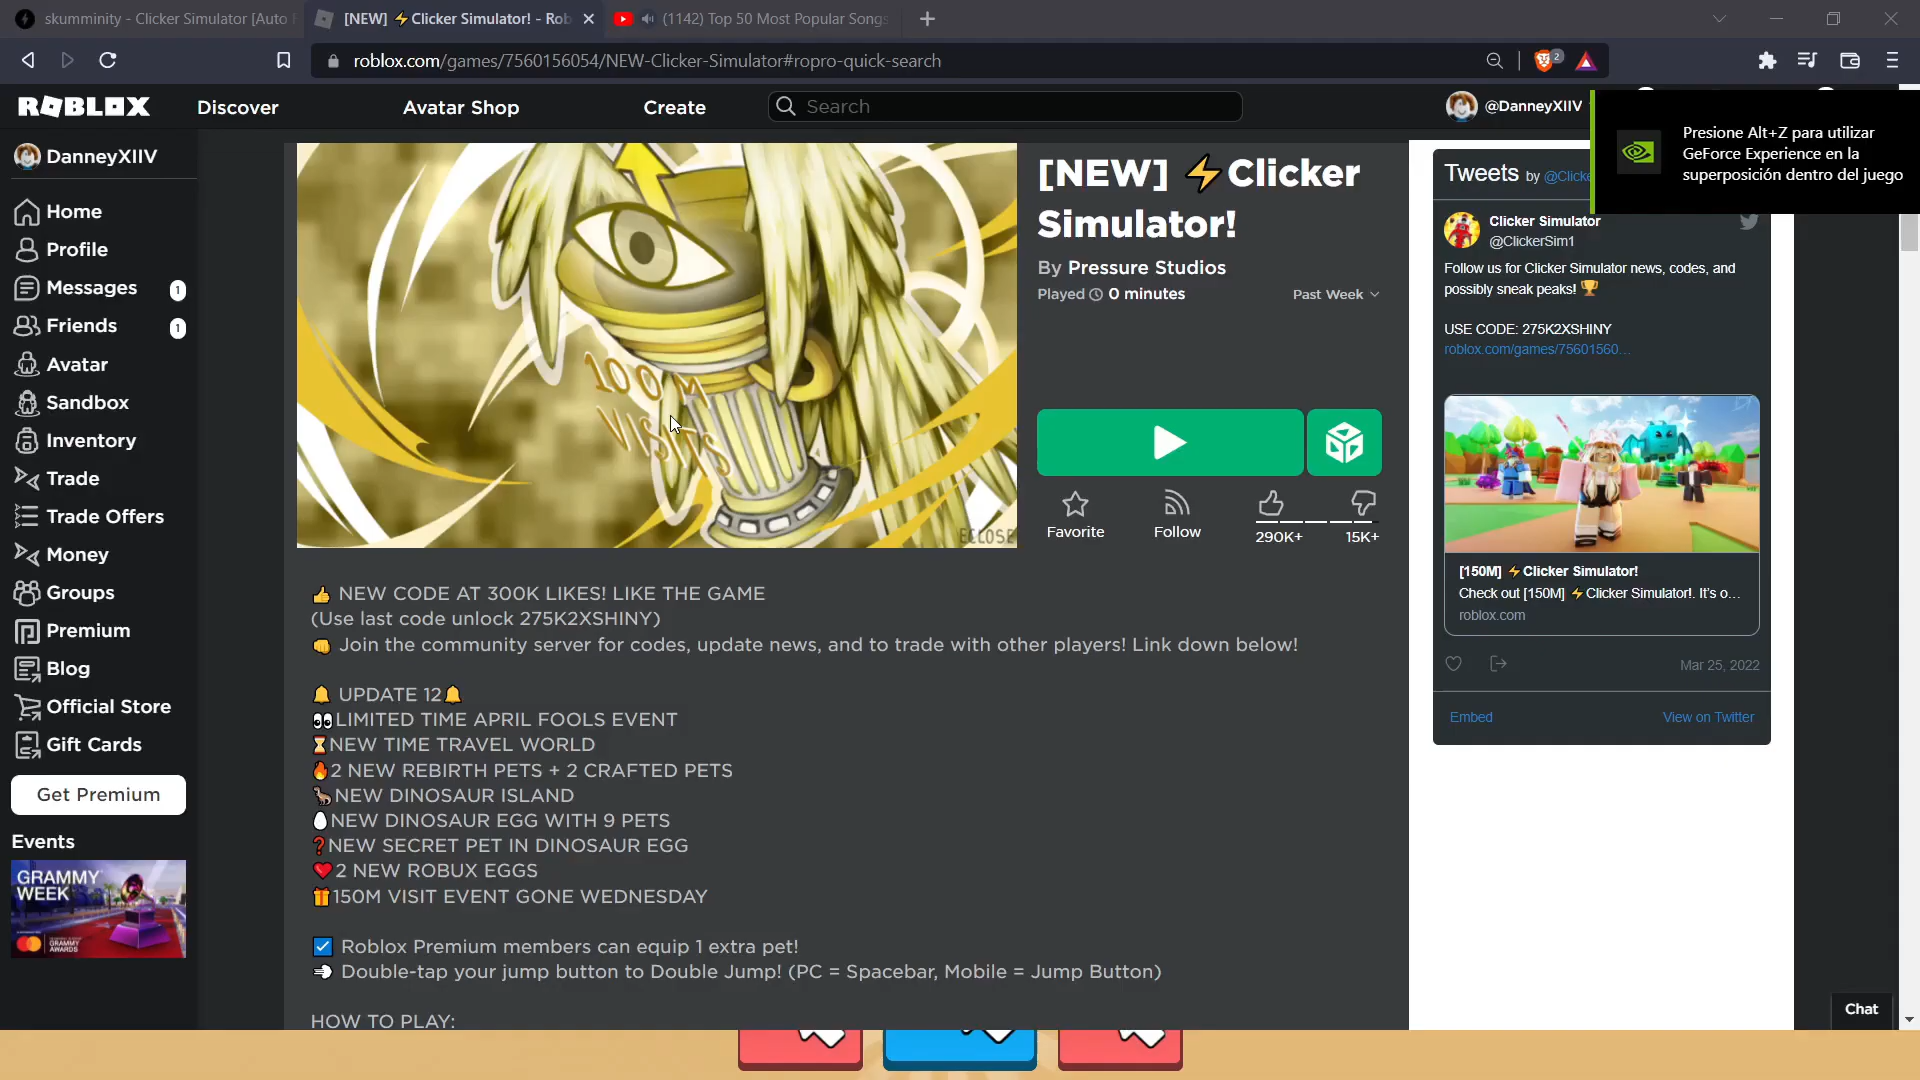 skumminity - Clicker Simulator [Auto
[NEW] ⚡Clicker Simulator! - Rob
(1142) Top 50 Most Popular Songs
roblox.com/games/7560156054/NEW-Clicker-Simulator#ropro-quick-search
2
ROBLOX
Discover
Avatar Shop
Create
Search
@DanneyXIIV
Presione Alt+Z para utilizar
GeForce Experience en la
superposición dentro del juego
DanneyXIIV
Home
Profile
Messages 1
Friends 1
Avatar
Sandbox
Inventory
Trade
Trade Offers
Money
Groups
Premium
Blog
Official Store
Gift Cards
Get Premium
Events
GRAMMY
WEEK
mastercard
GRAMMY
AWARDS
100M
VISITS
ECLOSE
[NEW] ⚡Clicker
Simulator!
By Pressure Studios
Played 0 minutes
Past Week
Favorite
Follow
290K+
15K+
👍 NEW CODE AT 300K LIKES! LIKE THE GAME
(Use last code unlock 275K2XSHINY)
👊 Join the community server for codes, update news, and to trade with other players! Link down below!
🔔 UPDATE 12🔔
👀LIMITED TIME APRIL FOOLS EVENT
⏳NEW TIME TRAVEL WORLD
🔥2 NEW REBIRTH PETS + 2 CRAFTED PETS
🦕NEW DINOSAUR ISLAND
🥚NEW DINOSAUR EGG WITH 9 PETS
❓NEW SECRET PET IN DINOSAUR EGG
❤️2 NEW ROBUX EGGS
🎁150M VISIT EVENT GONE WEDNESDAY
☑️ Roblox Premium members can equip 1 extra pet!
💨 Double-tap your jump button to Double Jump! (PC = Spacebar, Mobile = Jump Button)
HOW TO PLAY:
Tweets by @Clicke
Clicker Simulator
@ClickerSim1
Follow us for Clicker Simulator news, codes, and
possibly sneak peaks! 🏆
USE CODE: 275K2XSHINY
roblox.com/games/75601560…
[150M] ⚡Clicker Simulator!
Check out [150M] ⚡Clicker Simulator!. It's o…
roblox.com
Mar 25, 2022
Embed
View on Twitter
Chat